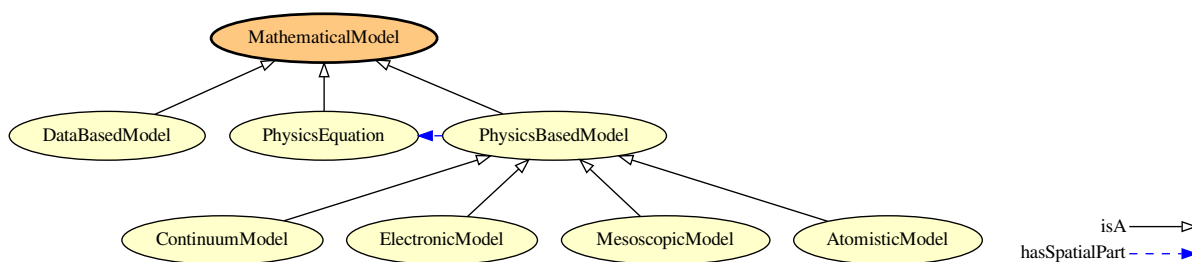 MathematicalModel
DataBasedModel
PhysicsEquation
PhysicsBasedModel
ContinuumModel
ElectronicModel
MesoscopicModel
AtomisticModel
isA
hasSpatialPart